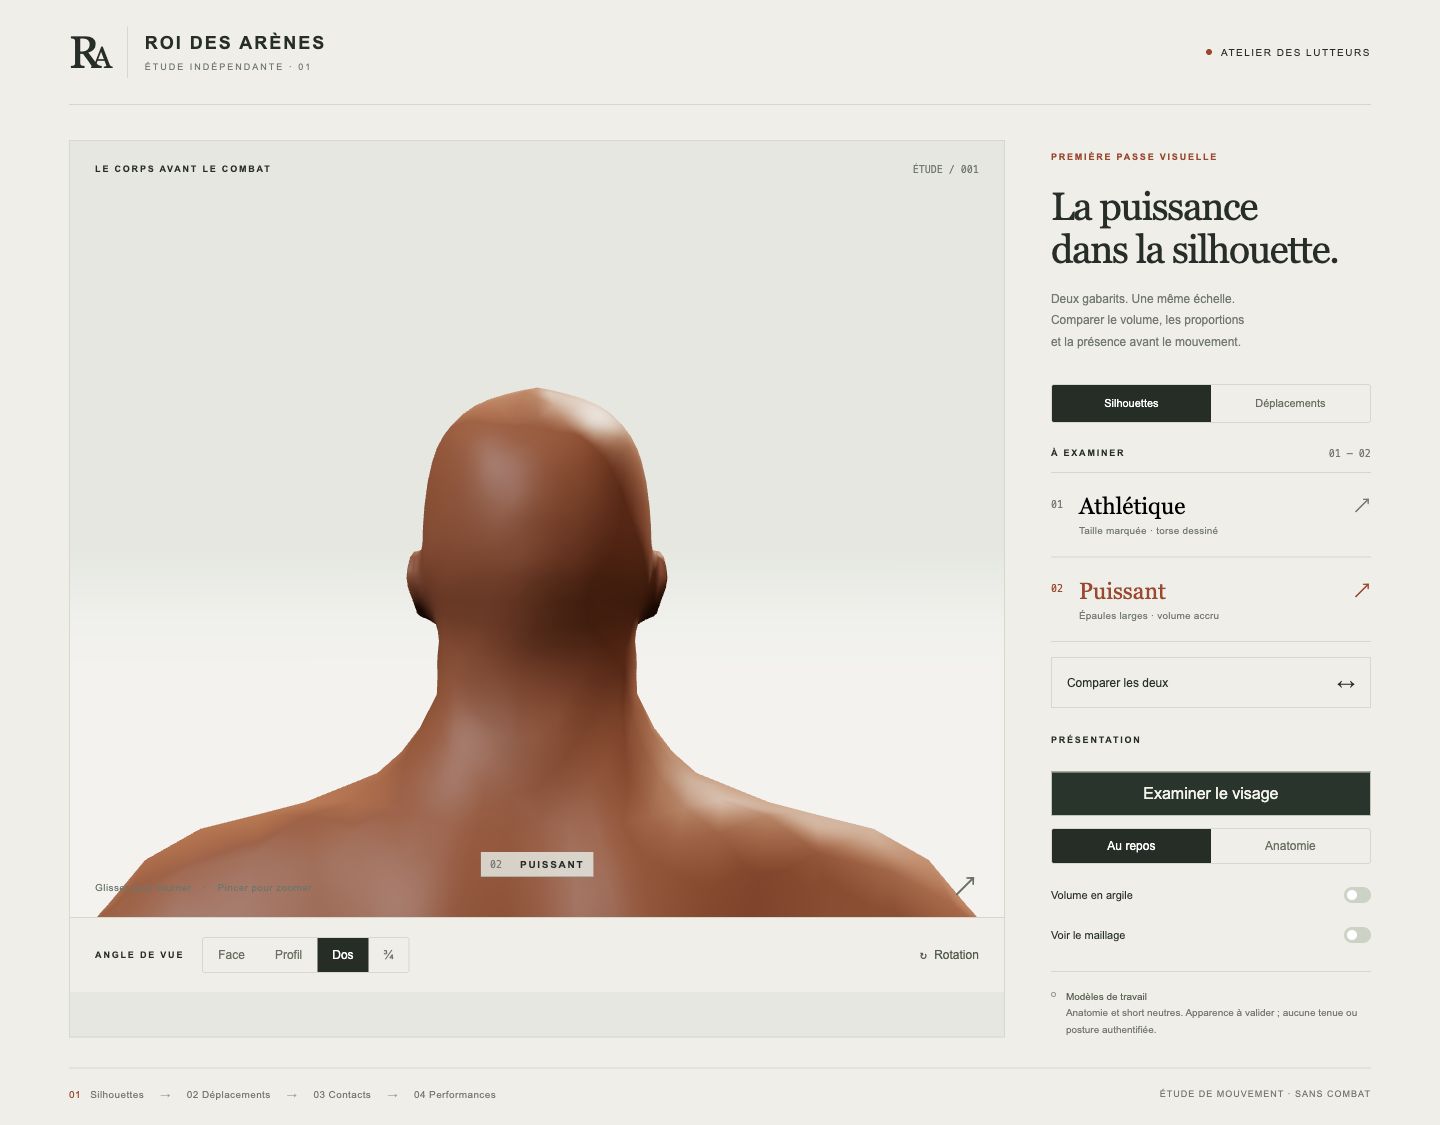 RA
ROI DES ARÈNES
ÉTUDE INDÉPENDANTE · 01
ATELIER DES LUTTEURS
LE CORPS AVANT LE COMBAT
ÉTUDE / 001
02 PUISSANT
Glisser pour tourner · Pincer pour zoomer
ANGLE DE VUE
Face
Profil
Dos
¾
↻ Rotation
PREMIÈRE PASSE VISUELLE
La puissance
dans la silhouette.
Deux gabarits. Une même échelle.
Comparer le volume, les proportions
et la présence avant le mouvement.
Silhouettes
Déplacements
À EXAMINER
01 — 02
01 Athlétique ↗
Taille marquée · torse dessiné
02 Puissant ↗
Épaules larges · volume accru
Comparer les deux ↔
PRÉSENTATION
Examiner le visage
Au repos
Anatomie
Volume en argile
Voir le maillage
Modèles de travail
Anatomie et short neutres. Apparence à valider ; aucune tenue ou
posture authentifiée.
01 Silhouettes → 02 Déplacements → 03 Contacts → 04 Performances
ÉTUDE DE MOUVEMENT · SANS COMBAT